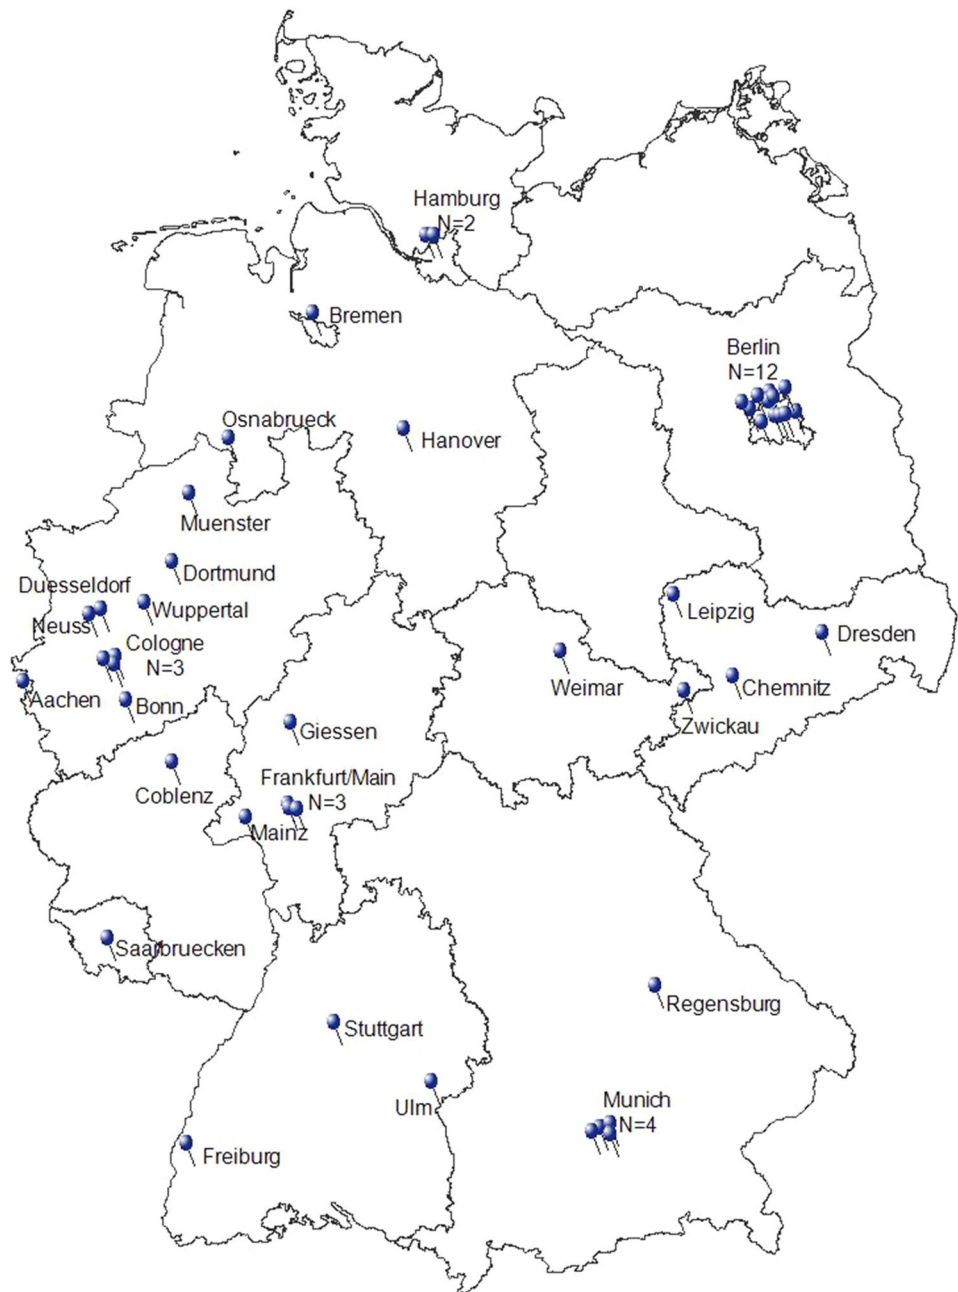 Hamburg
N=2
Bremen
Berlin
N=12
Osnabrueck
Hanover
Muenster
Dortmund
Duesseldorf
Wuppertal
Neuss
Leipzig
Cologne
N=3
Dresden
Aachen
Bonn
Weimar
Chemnitz
Zwickau
Giessen
Frankfurt/Main
N=3
Coblenz
Mainz
Saarbruecken
Regensburg
Stuttgart
Ulm
Munich
N=4
Freiburg